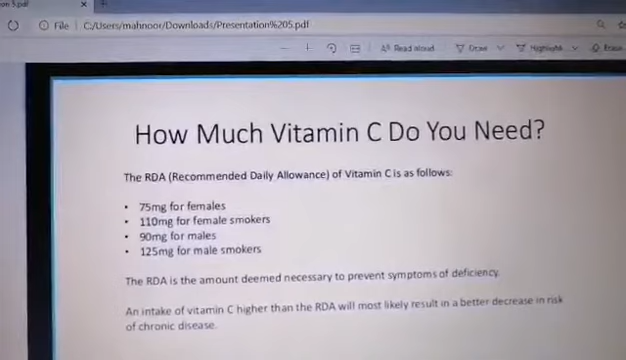 on 5.pdf
File | C:/Users/mahnoor/Downloads/Presentation%205.pdf
Read aloud Draw Highlight Erase
How Much Vitamin C Do You Need?
The RDA (Recommended Daily Allowance) of Vitamin C is as follows:
• 75mg for females
• 110mg for female smokers
• 90mg for males
• 125mg for male smokers
The RDA is the amount deemed necessary to prevent symptoms of deficiency.
An intake of vitamin C higher than the RDA will most likely result in a better decrease in risk
of chronic disease.